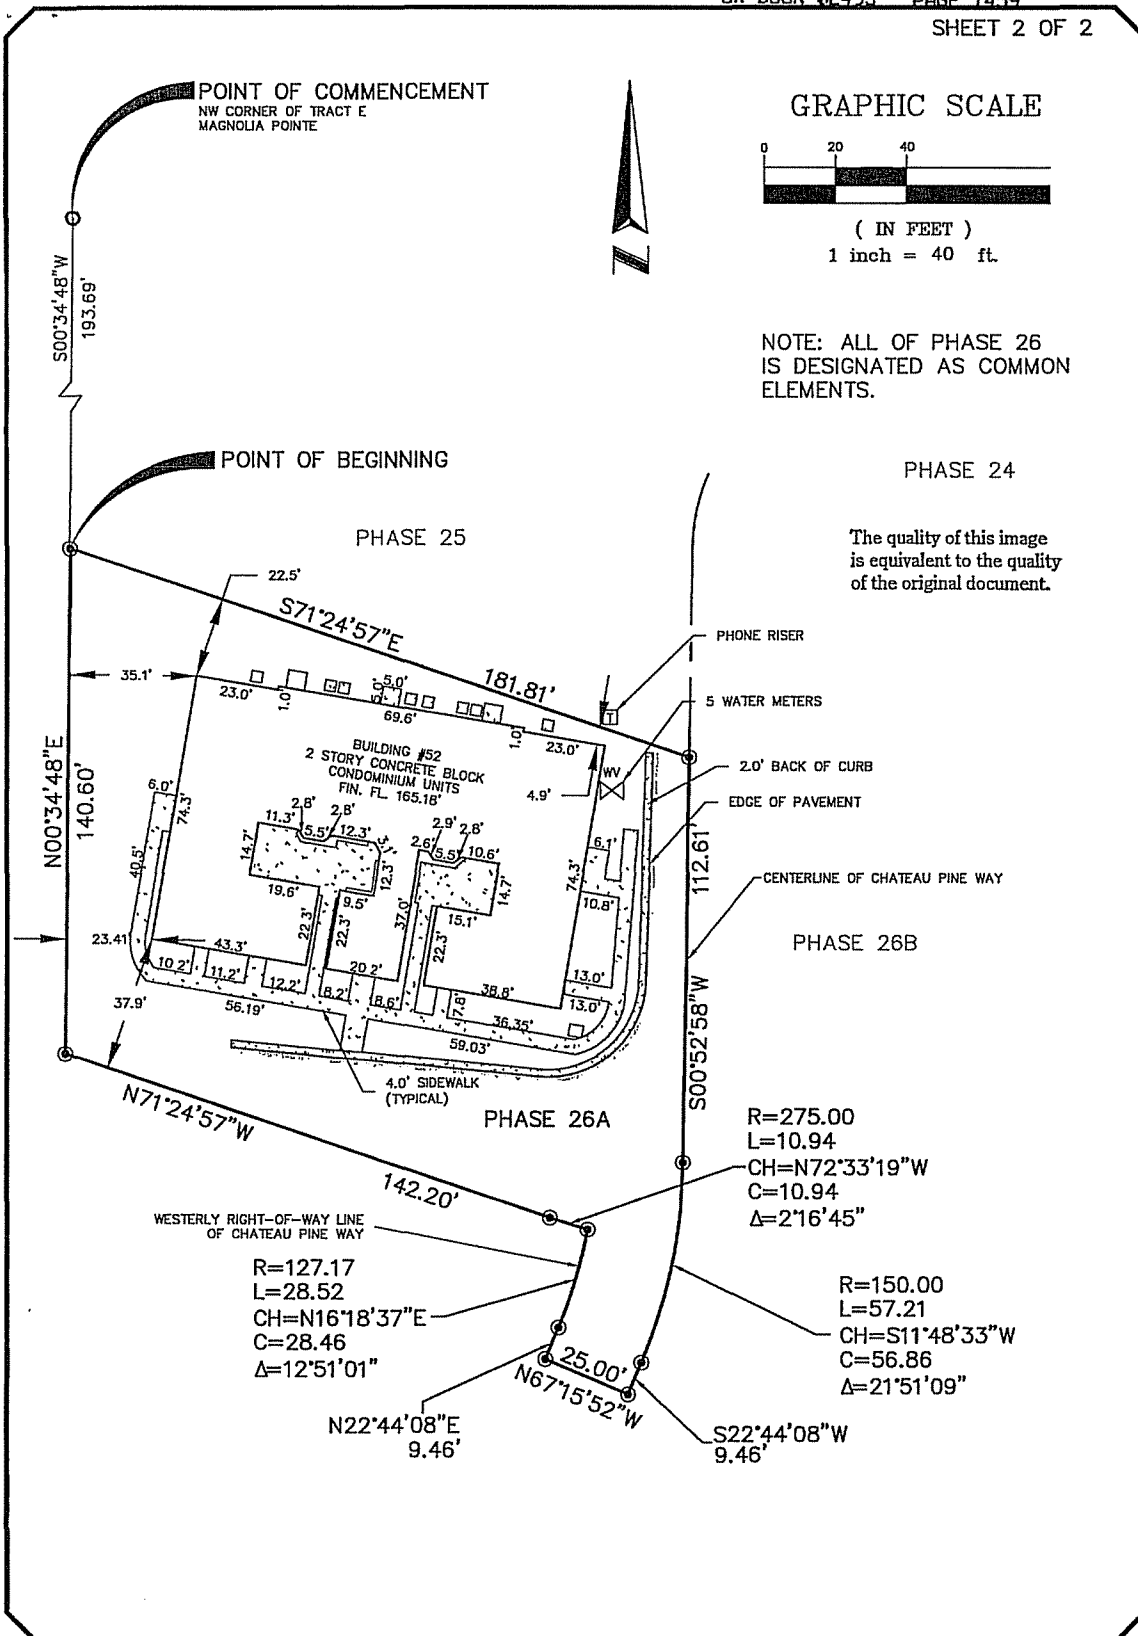 SHEET 2 OF 2
POINT OF COMMENCEMENT
NW CORNER OF TRACT E
MAGNOLIA POINTE
GRAPHIC SCALE
0 20 40
( IN FEET )
1 inch = 40 ft.
S00°34'48"W
193.69'
NOTE: ALL OF PHASE 26
IS DESIGNATED AS COMMON
ELEMENTS.
POINT OF BEGINNING
PHASE 24
PHASE 25
The quality of this image
is equivalent to the quality
of the original document.
22.5'
S71°24'57"E
181.81'
PHONE RISER
T
35.1'
23.0'
1.0'
5.0'
5.0'
69.6'
1.0'
23.0'
5 WATER METERS
BUILDING #52
2 STORY CONCRETE BLOCK
CONDOMINIUM UNITS
FIN. FL. 165.18'
WV
4.9'
2.0' BACK OF CURB
EDGE OF PAVEMENT
N00°34'48"E
140.60'
6.0'
74.3'
40.5'
11.3'
2.8'
5.5'
2.8'
12.3'
14.7'
19.6'
9.5'
12.3'
22.3'
22.3'
2.6'
2.9'
5.5'
2.8'
10.6'
14.7'
15.1'
37.0'
22.3'
6.1'
74.3'
10.8'
112.61'
CENTERLINE OF CHATEAU PINE WAY
PHASE 26B
23.41'
43.3'
10.2'
11.2'
12.2'
8.2'
20.2'
8.6'
7.8'
38.8'
13.0'
13.0'
36.35'
37.9'
56.19'
59.03'
4.0' SIDEWALK
(TYPICAL)
S00°52'58"W
PHASE 26A
N71°24'57"W
142.20'
R=275.00
L=10.94
CH=N72°33'19"W
C=10.94
Δ=2°16'45"
WESTERLY RIGHT-OF-WAY LINE
OF CHATEAU PINE WAY
R=127.17
L=28.52
CH=N16°18'37"E
C=28.46
Δ=12°51'01"
R=150.00
L=57.21
CH=S11°48'33"W
C=56.86
Δ=21°51'09"
25.00'
N67°15'52"W
N22°44'08"E
9.46'
S22°44'08"W
9.46'